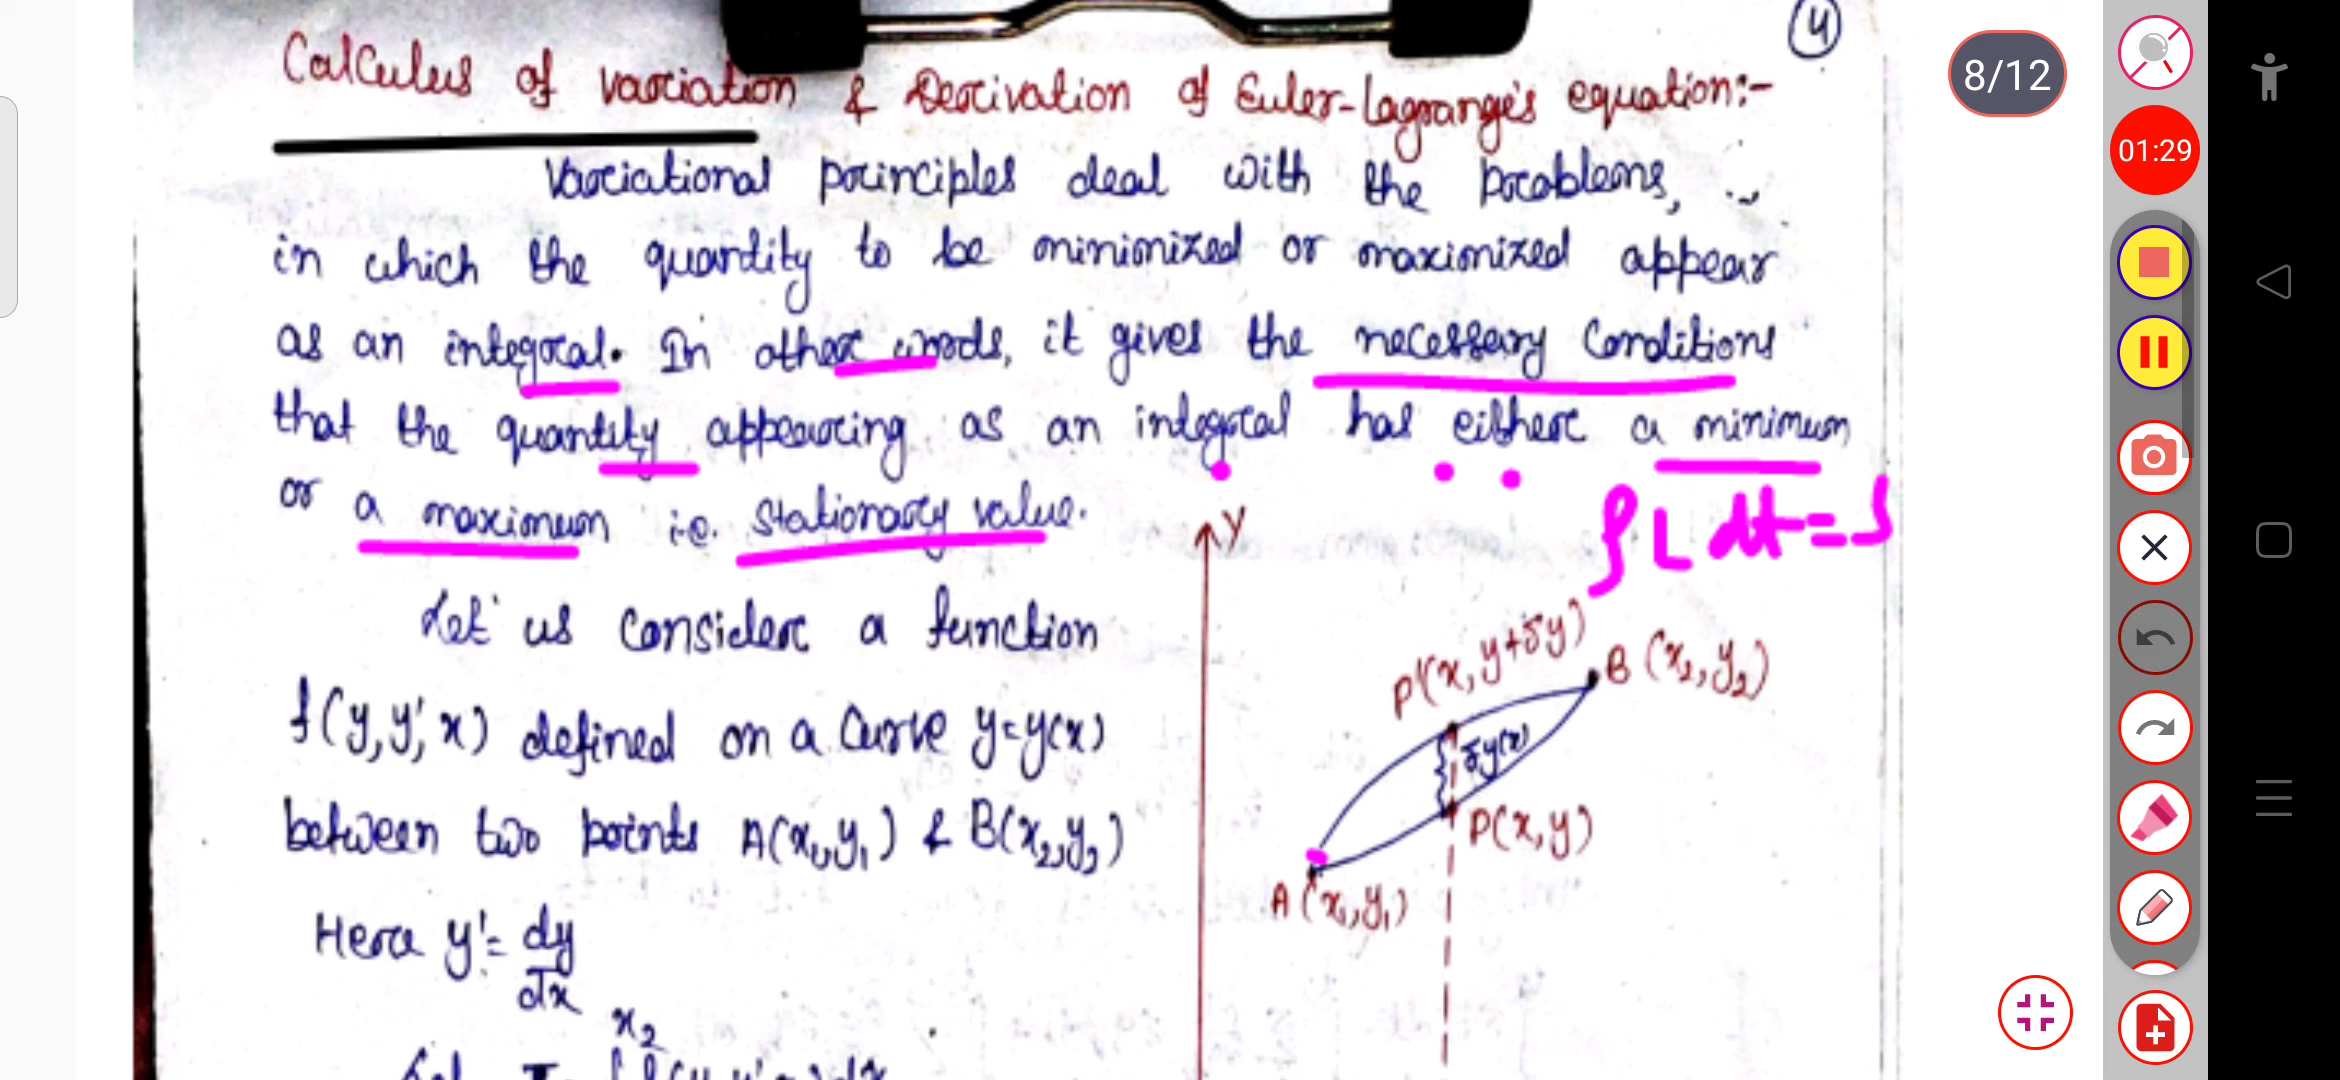 4
Calculus of variation & Derivation of Euler-Lagrange's equation:-
8/12
01:29
Variational principles deal with the problems,
in which the quantity to be minimized or maximized appear
as an integral. In other words, it gives the necessary Conditions
that the quantity appearing as an integral has either a minimum
or a maximum i.e. Stationary value.
∫ L dt = S
Y
Let us consider a function
P'(x, y+δy)
B (x₂, y₂)
f(y, y', x) defined on a Curve y=y(x)
δy(x)
between two points A(x₁, y₁) & B(x₂, y₂)
P(x, y)
A (x₁, y₁)
Here y' = dy
dx
x₂